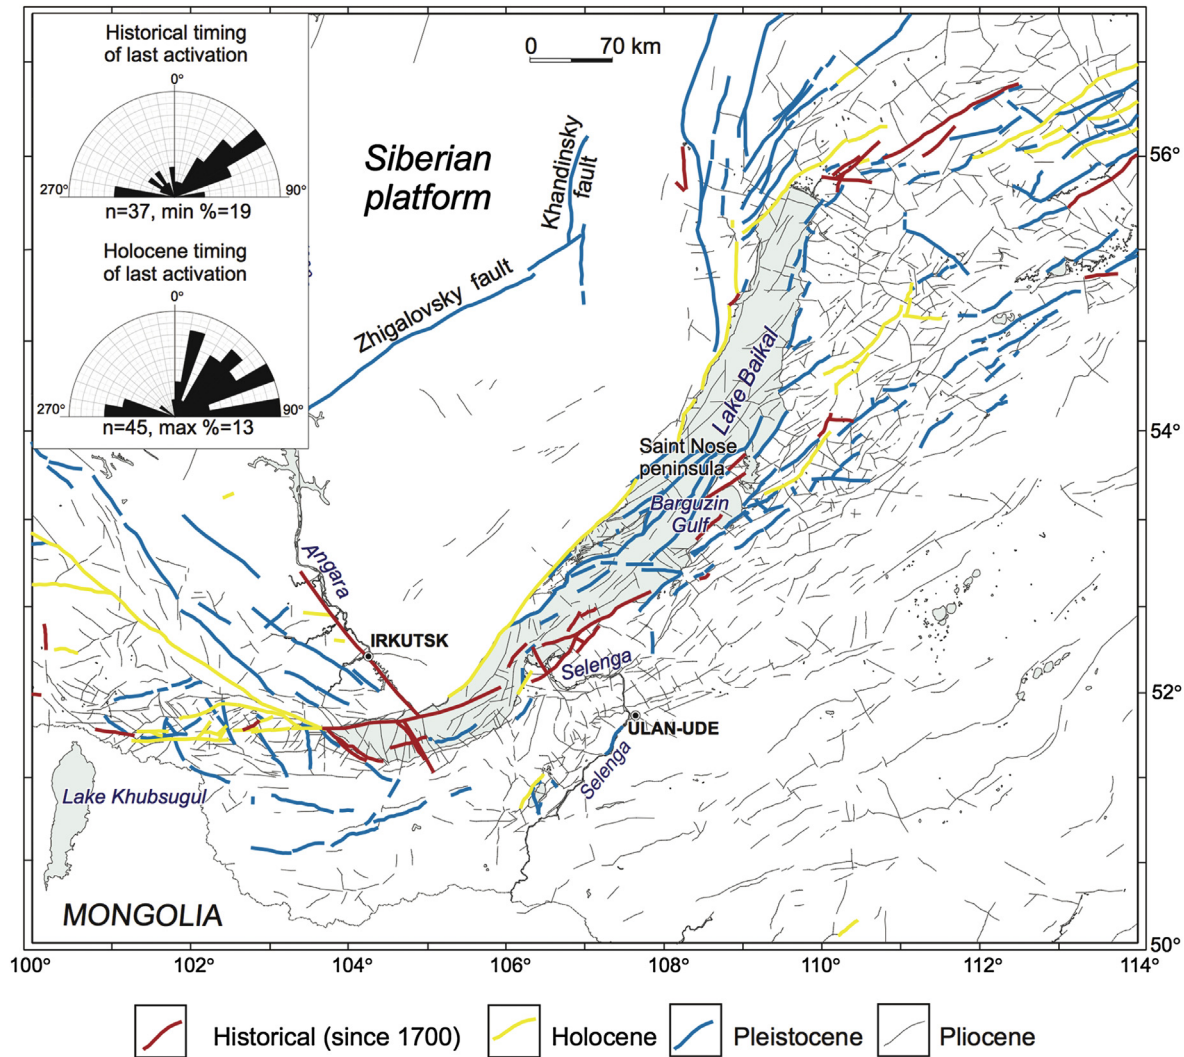 Historical timing
of last activation
0°
270°
90°
n=37, min %=19
Holocene timing
of last activation
0°
270°
90°
n=45, max %=13
0
70 km
Siberian
platform
Khandinsky
fault
Zhigalovsky fault
56°
Lake Baikal
54°
Saint Nose
peninsula
Barguzin
Gulf
Angara
IRKUTSK
Selenga
52°
ULAN-UDE
Selenga
Lake Khubsugul
MONGOLIA
50°
100°
102°
104°
106°
108°
110°
112°
114°
Historical (since 1700)
Holocene
Pleistocene
Pliocene